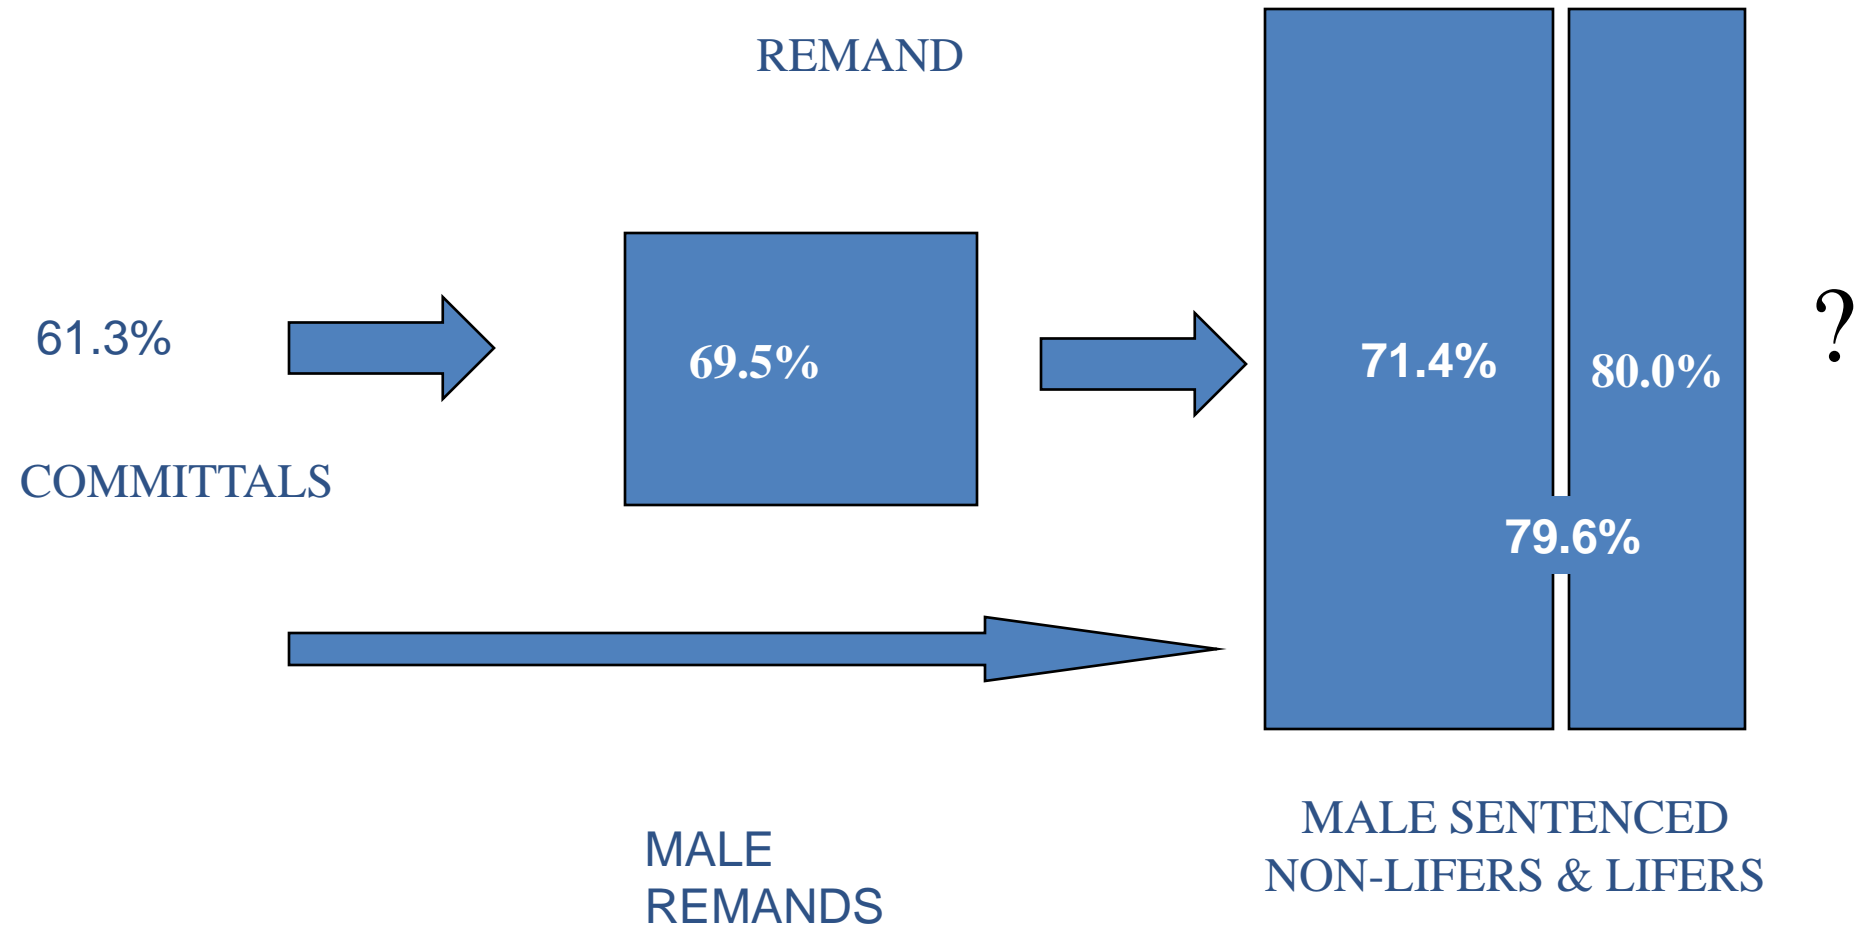 REMAND
61.3%
69.5%
71.4%
80.0%
?
COMMITTALS
79.6%
MALE
REMANDS
MALE SENTENCED
NON-LIFERS & LIFERS